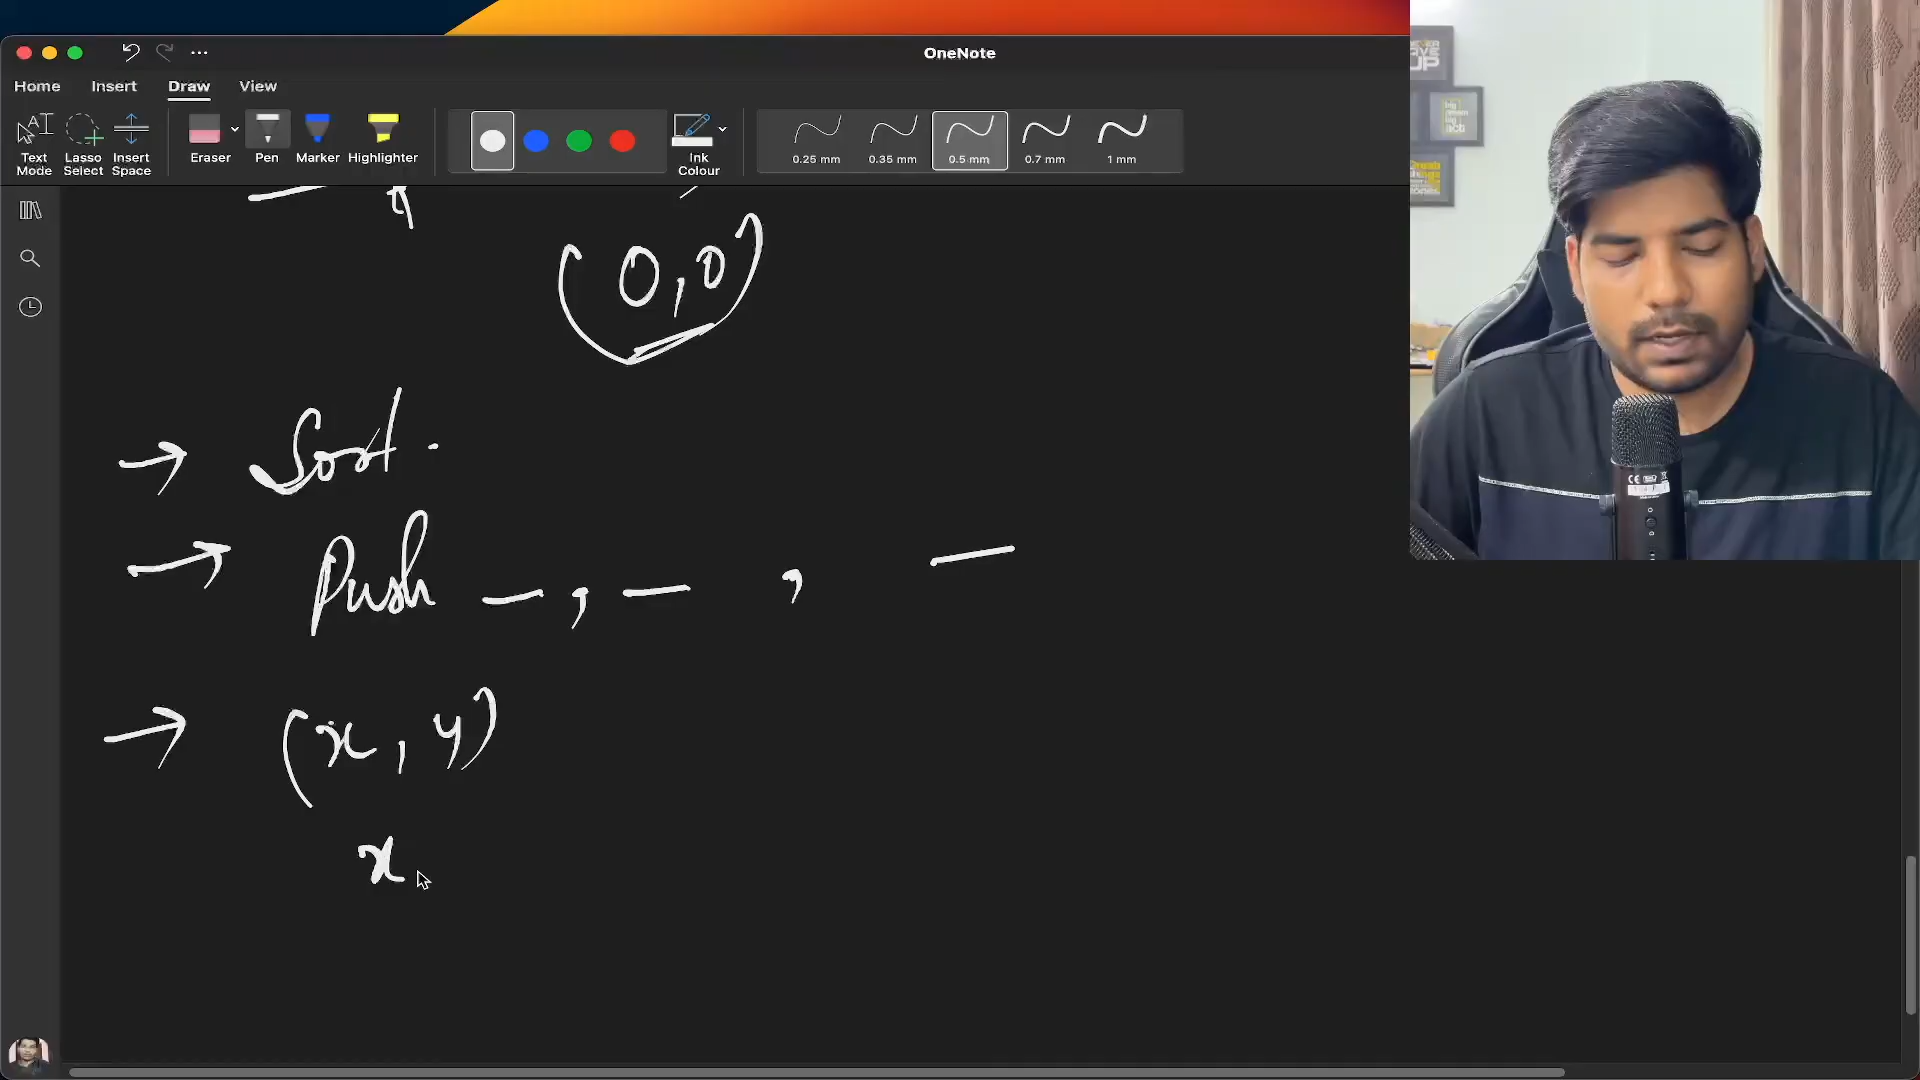 OneNote
Home Insert Draw View
Text Mode Lasso Select Insert Space Eraser Pen Marker Highlighter Ink Colour 0.25 mm 0.35 mm 0.5 mm 0.7 mm 1 mm
(0,0)
→ Sort.
→ Push —, — , —
→ (x, y)
x